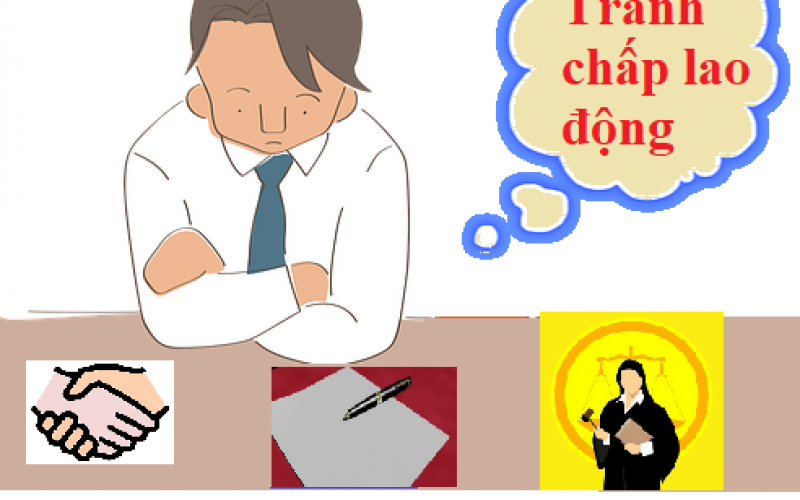 Tranh
chấp lao
động